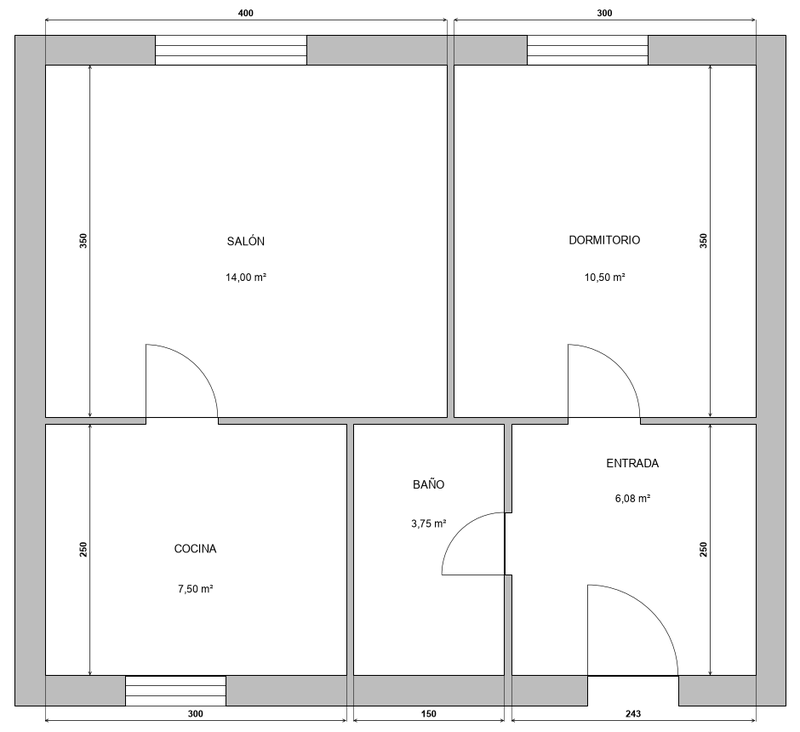 400
300
350
SALÓN
14,00 m²
DORMITORIO
10,50 m²
350
250
COCINA
7,50 m²
BAÑO
3,75 m²
ENTRADA
6,08 m²
250
300
150
243